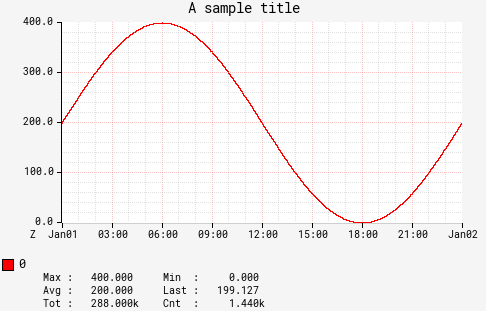 A sample title
400.0
300.0
200.0
100.0
0.0
Z Jan01 03:00 06:00 09:00 12:00 15:00 18:00 21:00 Jan02
0
Max : 400.000 Min : 0.000
Avg : 200.000 Last : 199.127
Tot : 288.000k Cnt : 1.440k